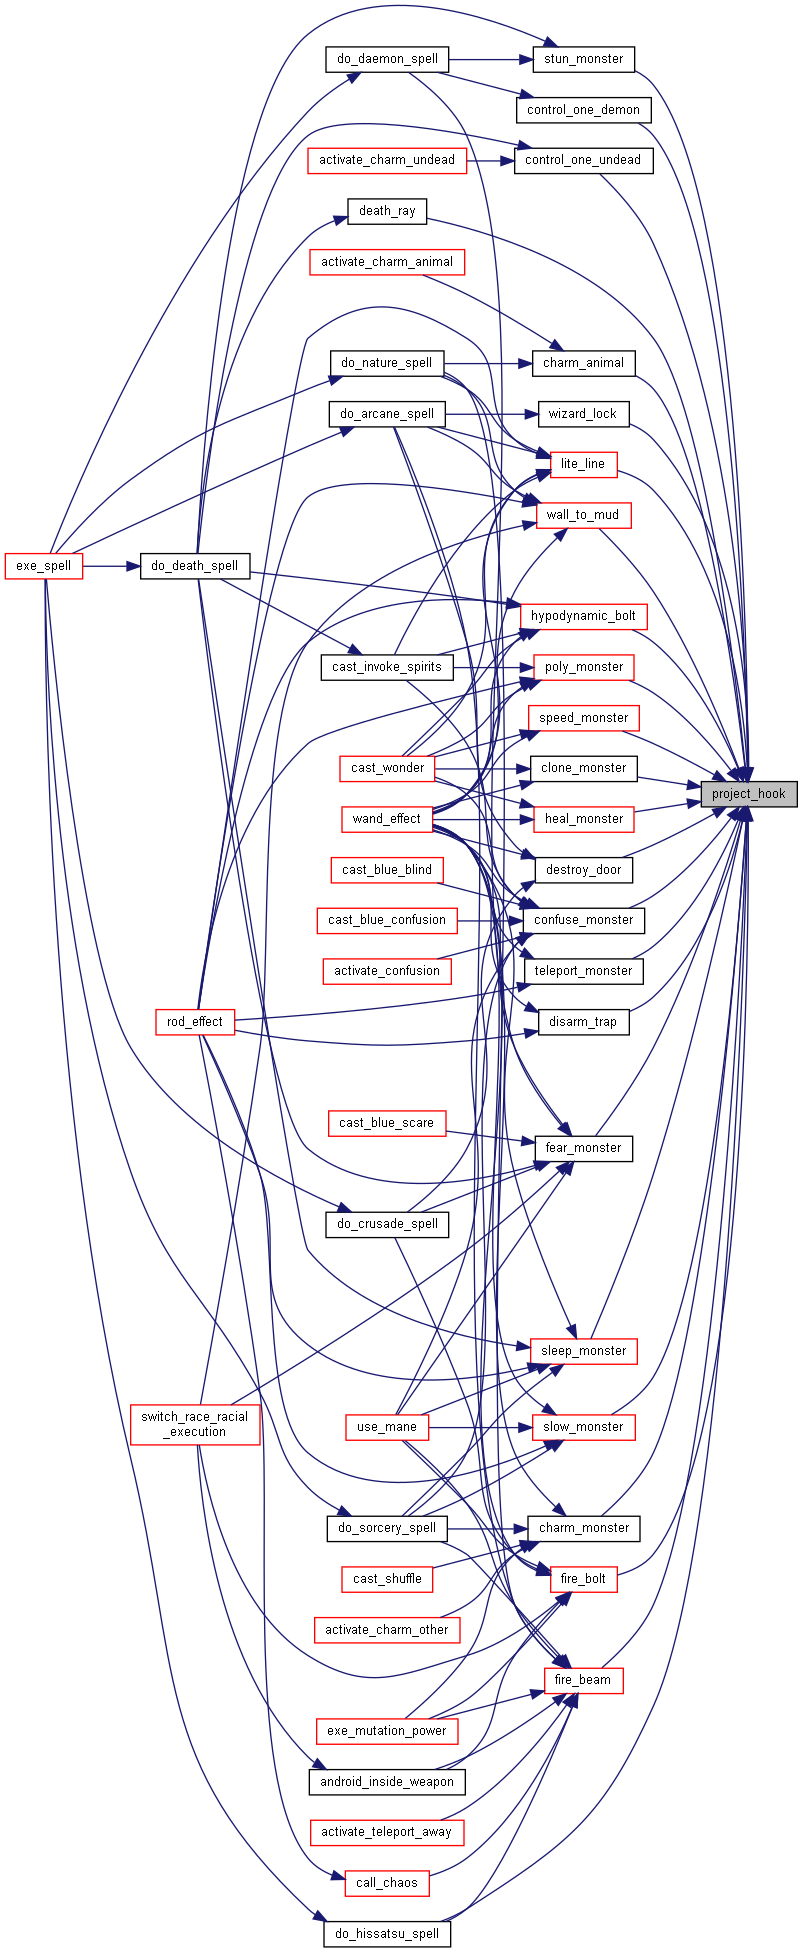 stun_monster
do_daemon_spell
control_one_demon
activate_charm_undead
control_one_undead
death_ray
activate_charm_animal
do_nature_spell
charm_animal
do_arcane_spell
wizard_lock
lite_line
wall_to_mud
exe_spell
do_death_spell
hypodynamic_bolt
cast_invoke_spirits
poly_monster
speed_monster
cast_wonder
clone_monster
project_hook
wand_effect
heal_monster
cast_blue_blind
destroy_door
cast_blue_confusion
confuse_monster
activate_confusion
teleport_monster
rod_effect
disarm_trap
cast_blue_scare
fear_monster
do_crusade_spell
sleep_monster
switch_race_racial
_execution
use_mane
slow_monster
do_sorcery_spell
charm_monster
cast_shuffle
fire_bolt
activate_charm_other
fire_beam
exe_mutation_power
android_inside_weapon
activate_teleport_away
call_chaos
do_hissatsu_spell